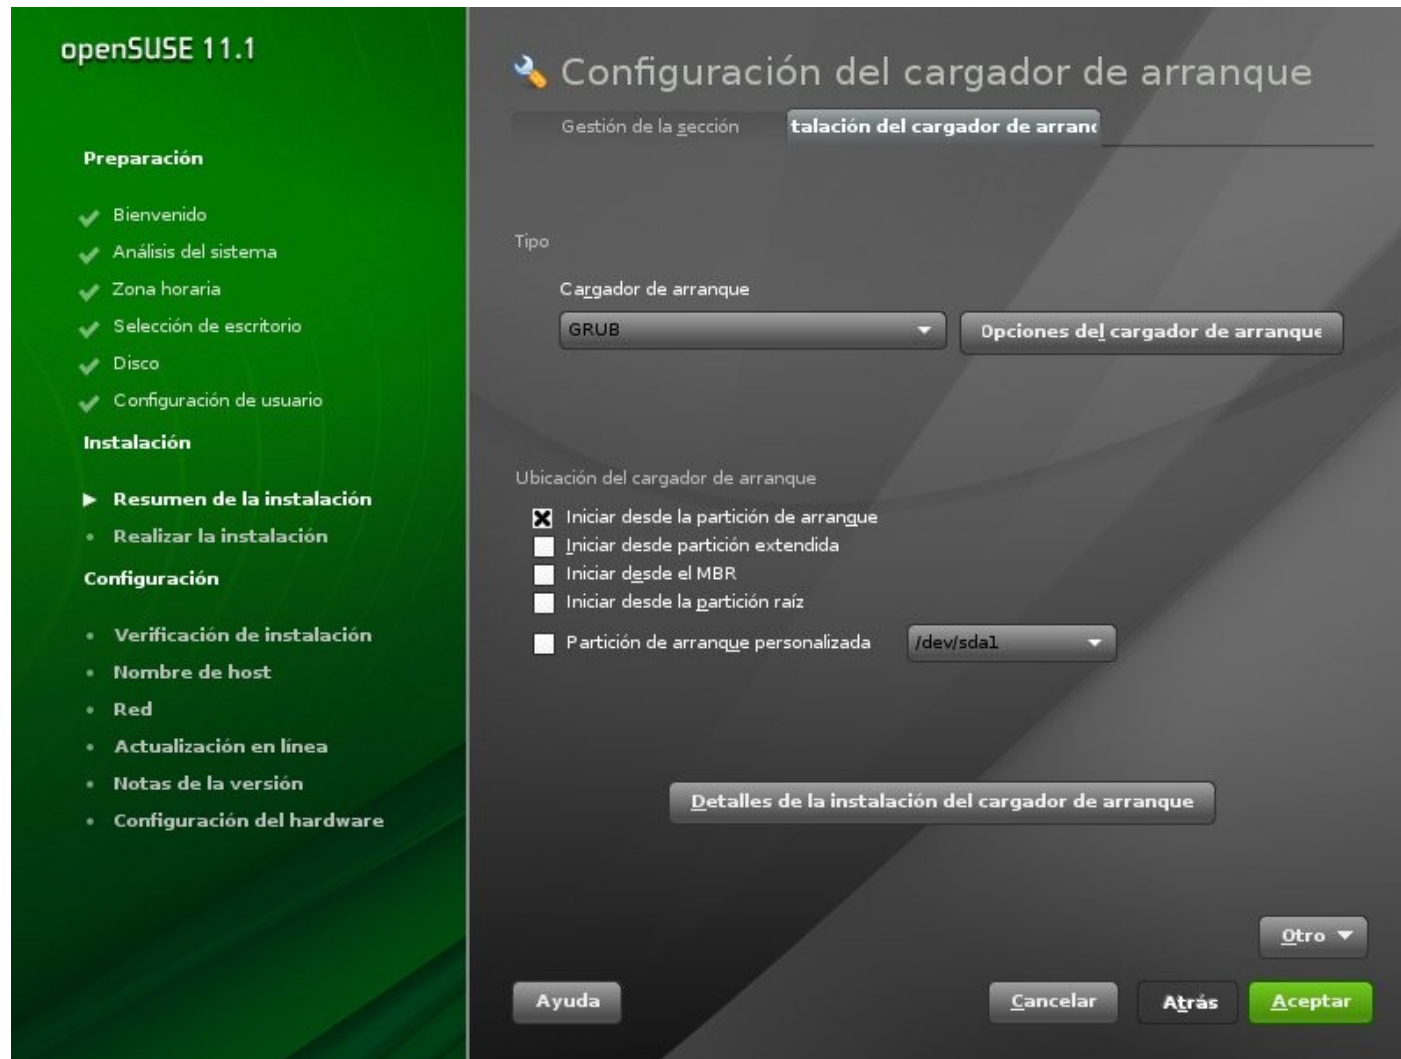 openSUSE 11.1
Preparación
Bienvenido
Análisis del sistema
Zona horaria
Selección de escritorio
Disco
Configuración de usuario
Instalación
Resumen de la instalación
Realizar la instalación
Configuración
Verificación de instalación
Nombre de host
Red
Actualización en línea
Notas de la versión
Configuración del hardware
Configuración del cargador de arranque
Gestión de la sección
talación del cargador de arranc
Tipo
Cargador de arranque
GRUB
Opciones del cargador de arranque
Ubicación del cargador de arranque
Iniciar desde la partición de arranque
Iniciar desde partición extendida
Iniciar desde el MBR
Iniciar desde la partición raíz
Partición de arranque personalizada
/dev/sda1
Detalles de la instalación del cargador de arranque
Otro
Ayuda
Cancelar
Atrás
Aceptar